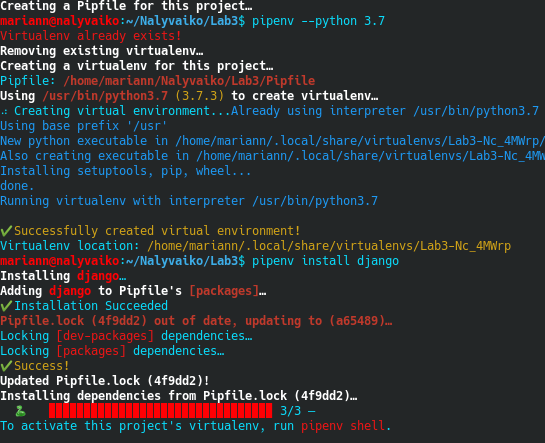 Creating a Pipfile for this project…
mariann@nalyvaiko:~/Nalyvaiko/Lab3$ pipenv --python 3.7
Virtualenv already exists!
Removing existing virtualenv…
Creating a virtualenv for this project…
Pipfile: /home/mariann/Nalyvaiko/Lab3/Pipfile
Using /usr/bin/python3.7 (3.7.3) to create virtualenv…
Creating virtual environment...Already using interpreter /usr/bin/python3.7
Using base prefix '/usr'
New python executable in /home/mariann/.local/share/virtualenvs/Lab3-Nc_4MWrp/
Also creating executable in /home/mariann/.local/share/virtualenvs/Lab3-Nc_4MW
Installing setuptools, pip, wheel...
done.
Running virtualenv with interpreter /usr/bin/python3.7
✔Successfully created virtual environment!
Virtualenv location: /home/mariann/.local/share/virtualenvs/Lab3-Nc_4MWrp
mariann@nalyvaiko:~/Nalyvaiko/Lab3$ pipenv install django
Installing django…
Adding django to Pipfile's [packages]…
✔Installation Succeeded
Pipfile.lock (4f9dd2) out of date, updating to (a65489)…
Locking [dev-packages] dependencies…
Locking [packages] dependencies…
✔Success!
Updated Pipfile.lock (4f9dd2)!
Installing dependencies from Pipfile.lock (4f9dd2)…
3/3 —
To activate this project's virtualenv, run pipenv shell.